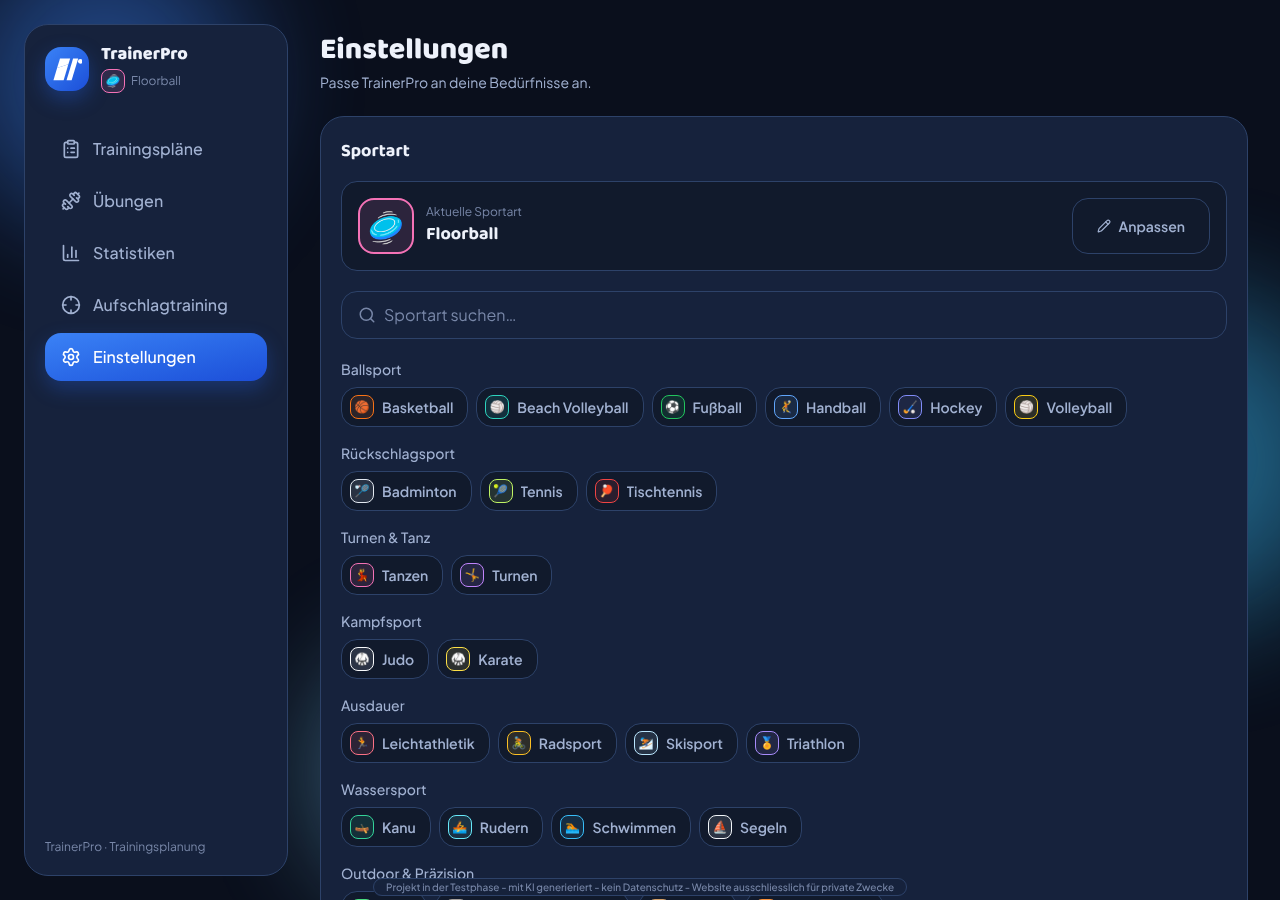 TrainerPro
Floorball
Trainingspläne
Übungen
Statistiken
Aufschlagtraining
Einstellungen
TrainerPro · Trainingsplanung
Einstellungen
Passe TrainerPro an deine Bedürfnisse an.
Sportart
Aktuelle Sportart
Floorball
Anpassen
Sportart suchen…
Ballsport
Basketball
Beach Volleyball
Fußball
Handball
Hockey
Volleyball
Rückschlagsport
Badminton
Tennis
Tischtennis
Turnen & Tanz
Tanzen
Turnen
Kampfsport
Judo
Karate
Ausdauer
Leichtathletik
Radsport
Skisport
Triathlon
Wassersport
Kanu
Rudern
Schwimmen
Segeln
Outdoor & Präzision
Projekt in der Testphase – mit KI generieriert – kein Datenschutz – Website ausschliesslich für private Zwecke